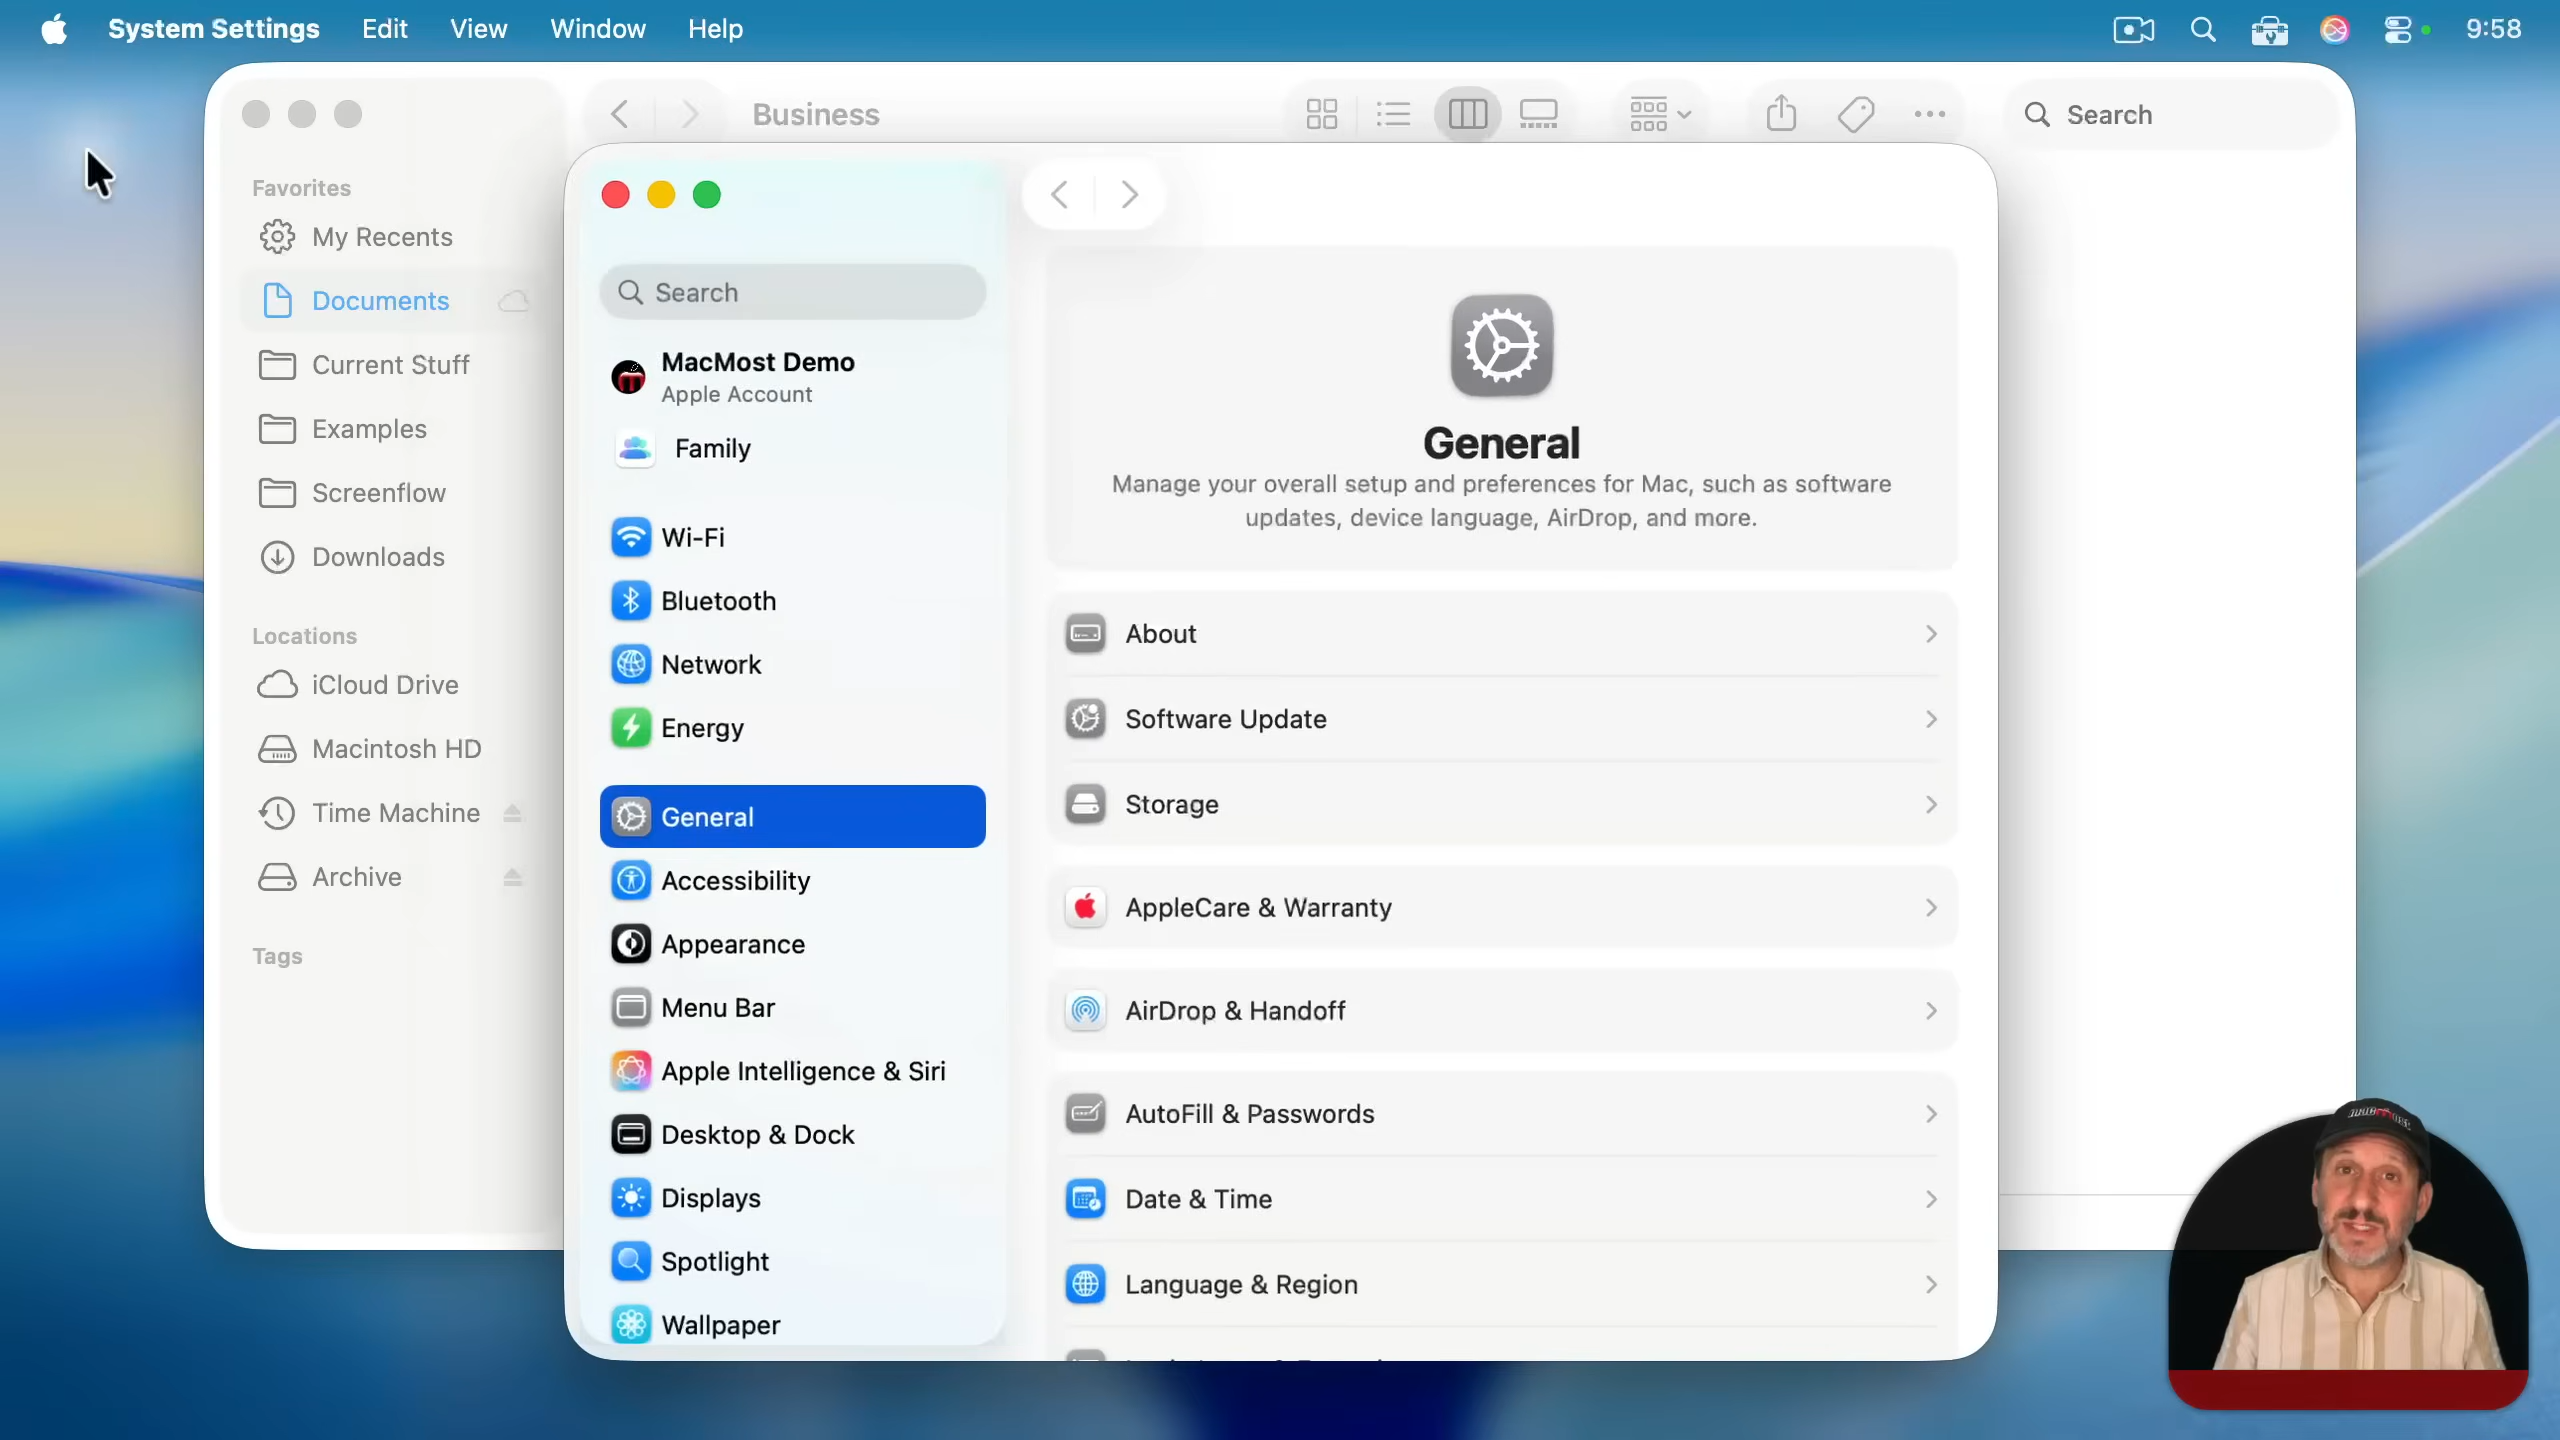 System Settings Edit View Window Help 9:58
Business
Search
Favorites
My Recents
Documents
Current Stuff
Examples
Screenflow
Downloads
Locations
iCloud Drive
Macintosh HD
Time Machine
Archive
Tags
Search
MacMost Demo
Apple Account
Family
Wi-Fi
Bluetooth
Network
Energy
General
Accessibility
Appearance
Menu Bar
Apple Intelligence & Siri
Desktop & Dock
Displays
Spotlight
Wallpaper
General
Manage your overall setup and preferences for Mac, such as software
updates, device language, AirDrop, and more.
About
Software Update
Storage
AppleCare & Warranty
AirDrop & Handoff
AutoFill & Passwords
Date & Time
Language & Region